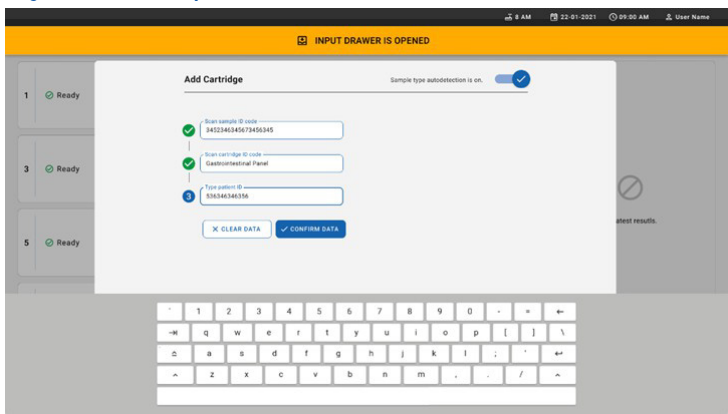 8 AM 22-01-2021 09:00 AM User Name
INPUT DRAWER IS OPENED
Add Cartridge Sample type autodetection is on.
1 Ready
Scan sample ID code
3452346345673456345
Scan cartridge ID code
Gastrointestinal Panel
3 Ready
3 Type patient ID
536346346356
atest resutls.
CLEAR DATA CONFIRM DATA
5 Ready
` 1 2 3 4 5 6 7 8 9 0 - =
q w e r t y u i o p [ ] \
a s d f g h j k l ; '
z x c v b n m , . /